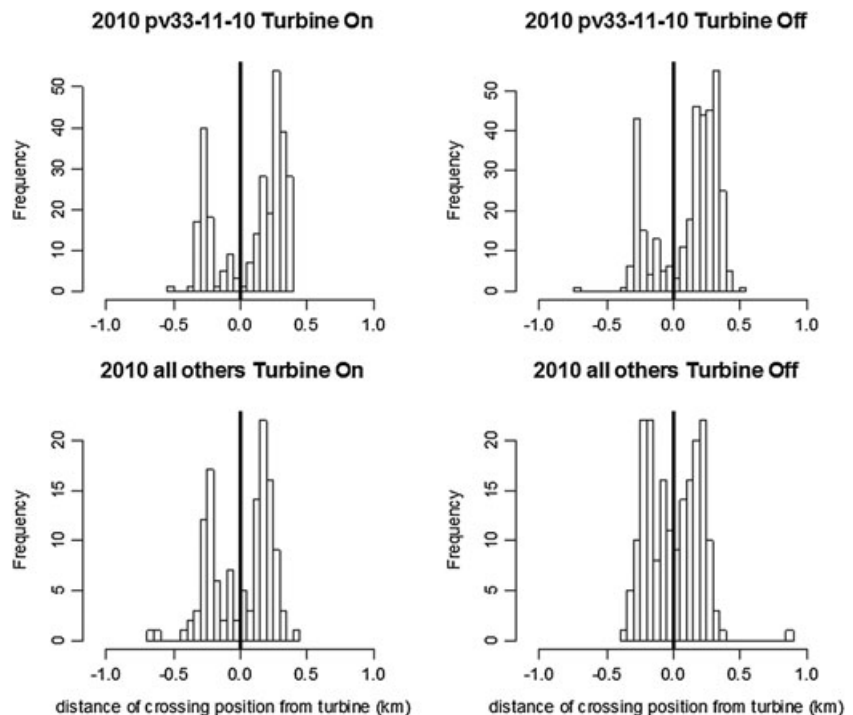 2010 pv33-11-10 Turbine On
Frequency
0 10 20 30 40 50
-1.0 -0.5 0.0 0.5 1.0
2010 pv33-11-10 Turbine Off
Frequency
0 10 20 30 40 50
-1.0 -0.5 0.0 0.5 1.0
2010 all others Turbine On
Frequency
0 5 10 15 20
-1.0 -0.5 0.0 0.5 1.0
distance of crossing position from turbine (km)
2010 all others Turbine Off
Frequency
0 5 10 15 20
-1.0 -0.5 0.0 0.5 1.0
distance of crossing position from turbine (km)